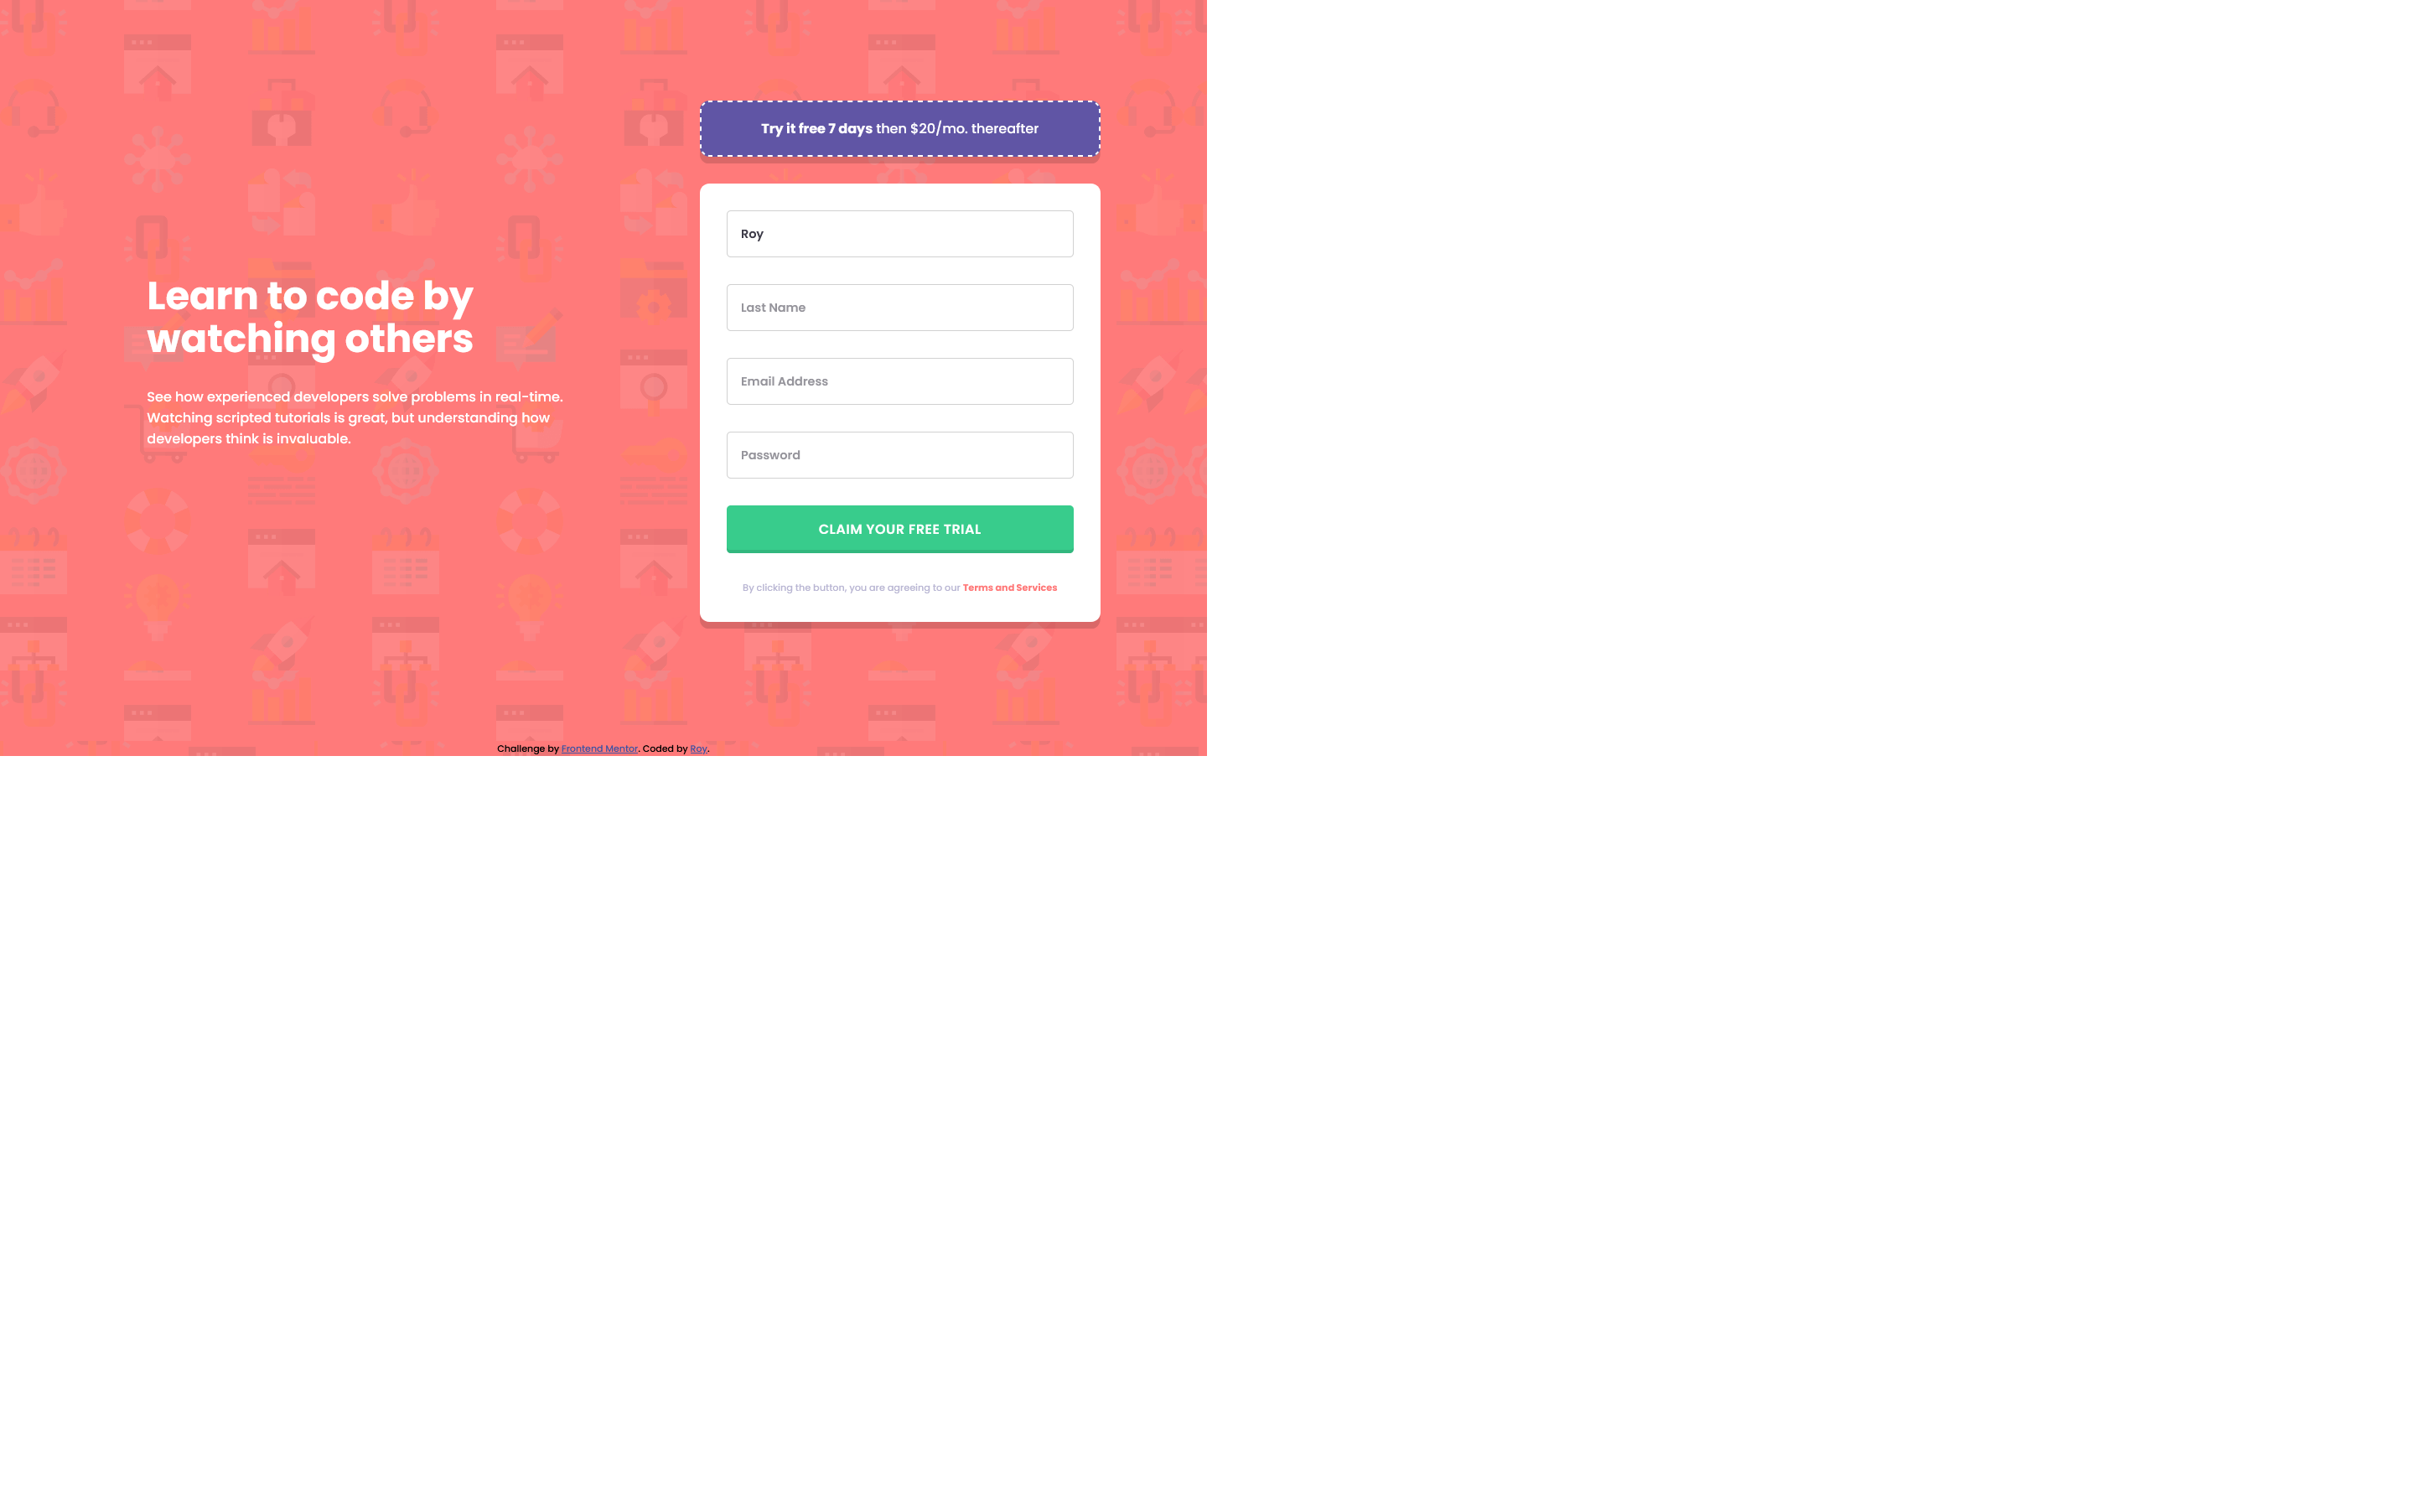 Learn to code by
watching others
See how experienced developers solve problems in real-time.
Watching scripted tutorials is great, but understanding how
developers think is invaluable.
Try it free 7 days then $20/mo. thereafter
Roy
Last Name
Email Address
Password
CLAIM YOUR FREE TRIAL
By clicking the button, you are agreeing to our Terms and Services
Challenge by Frontend Mentor. Coded by Roy.